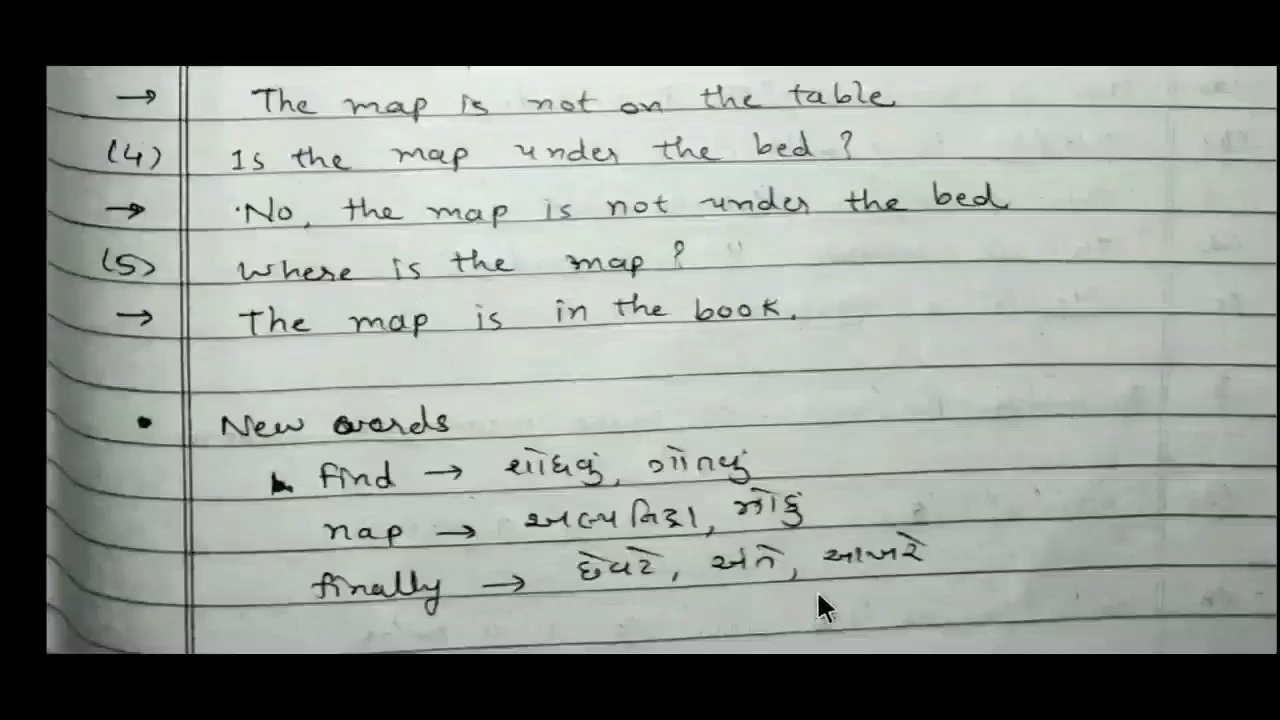 → The map is not on the table
(4) Is the map under the bed?
→ No, the map is not under the bed
(5) Where is the map?
→ The map is in the book.
• New words
find → શોધવું, ગોતવું
nap → અલ્પ નિદ્રા, ઝોકું
finally → છેવટે, અંતે, આખરે